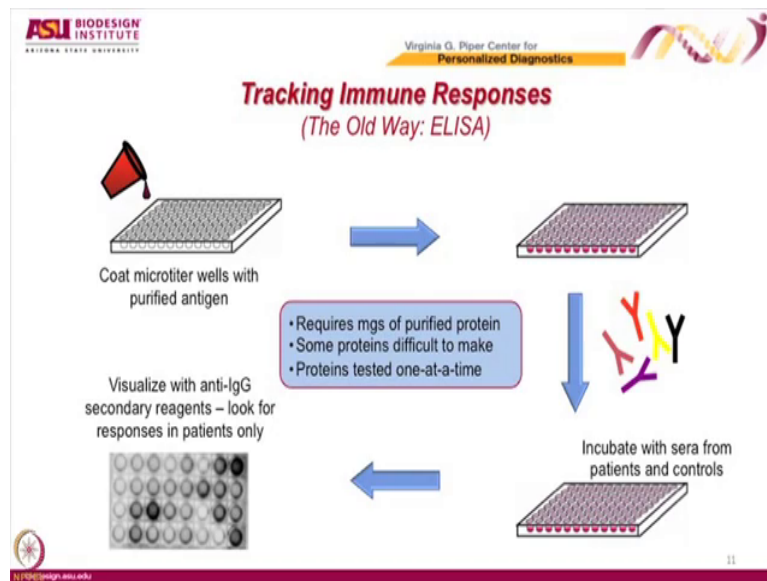 ASU BIODESIGN
INSTITUTE
ARIZONA STATE UNIVERSITY
Virginia G. Piper Center for
Personalized Diagnostics
Tracking Immune Responses
(The Old Way: ELISA)
Coat microtiter wells with
purified antigen
•Requires mgs of purified protein
•Some proteins difficult to make
•Proteins tested one-at-a-time
Visualize with anti-IgG
secondary reagents – look for
responses in patients only
Incubate with sera from
patients and controls
11
design.asu.edu